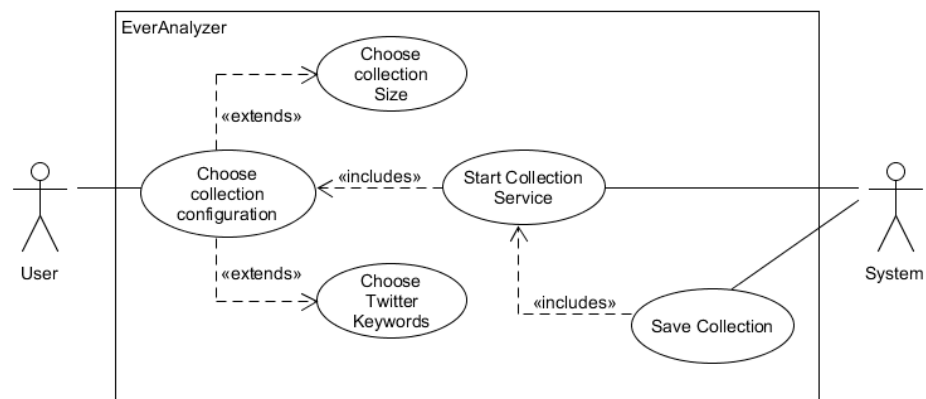 EverAnalyzer
Choose
collection
Size
«extends»
Choose
collection
configuration
«includes»
Start Collection
Service
User
System
«extends»
Choose
Twitter
Keywords
«includes»
Save Collection